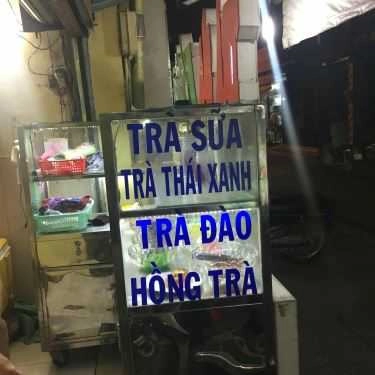 TRÀ SỮA
TRÀ THÁI XANH
TRÀ ĐÀO
HỒNG TRÀ